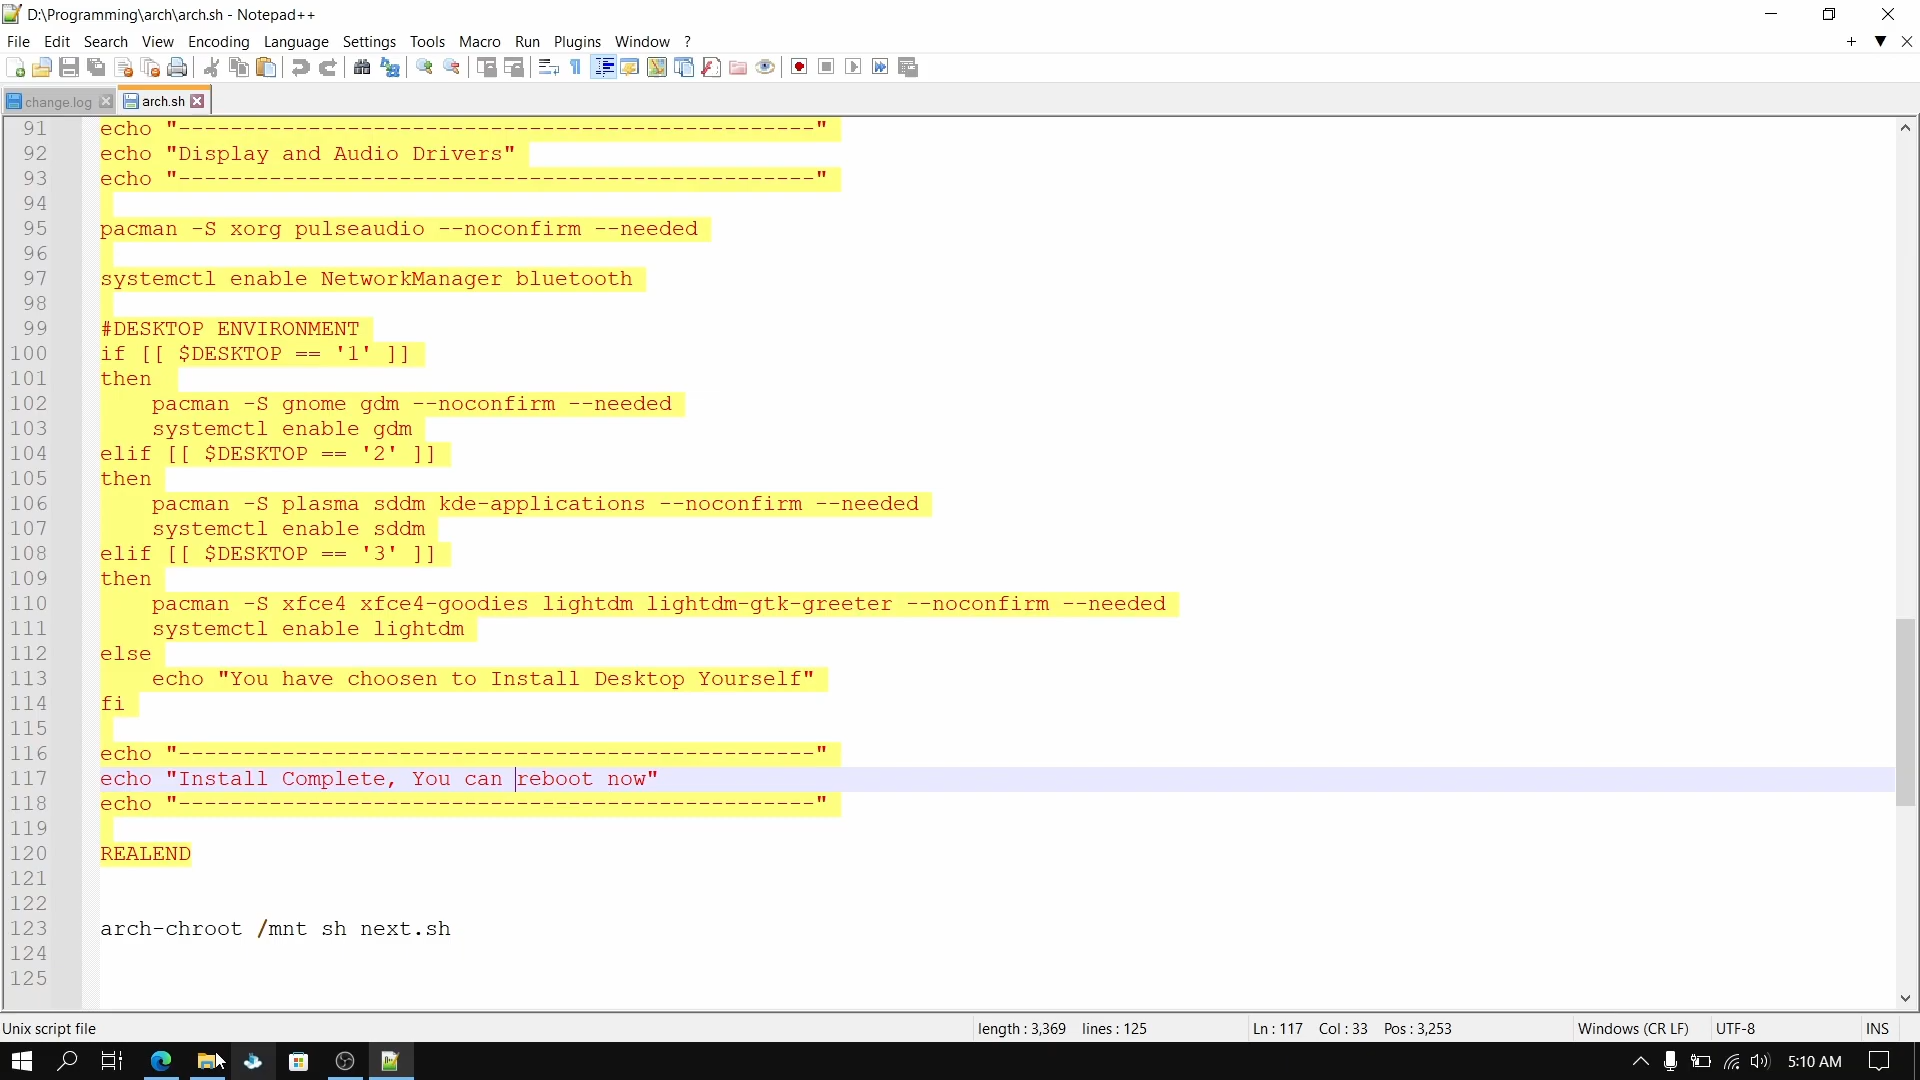 D:\Programming\arch\arch.sh - Notepad++
File Edit Search View Encoding Language Settings Tools Macro Run Plugins Window ?
change.log arch.sh
91 echo "-------------------------------------------------"
92 echo "Display and Audio Drivers"
93 echo "-------------------------------------------------"
94
95 pacman -S xorg pulseaudio --noconfirm --needed
96
97 systemctl enable NetworkManager bluetooth
98
99 #DESKTOP ENVIRONMENT
100 if [[ $DESKTOP == '1' ]]
101 then
102 pacman -S gnome gdm --noconfirm --needed
103 systemctl enable gdm
104 elif [[ $DESKTOP == '2' ]]
105 then
106 pacman -S plasma sddm kde-applications --noconfirm --needed
107 systemctl enable sddm
108 elif [[ $DESKTOP == '3' ]]
109 then
110 pacman -S xfce4 xfce4-goodies lightdm lightdm-gtk-greeter --noconfirm --needed
111 systemctl enable lightdm
112 else
113 echo "You have choosen to Install Desktop Yourself"
114 fi
115
116 echo "-------------------------------------------------"
117 echo "Install Complete, You can reboot now"
118 echo "-------------------------------------------------"
119
120 REALEND
121
122
123 arch-chroot /mnt sh next.sh
124
125
Unix script file length : 3,369 lines : 125 Ln : 117 Col : 33 Pos : 3,253 Windows (CR LF) UTF-8 INS
5:10 AM